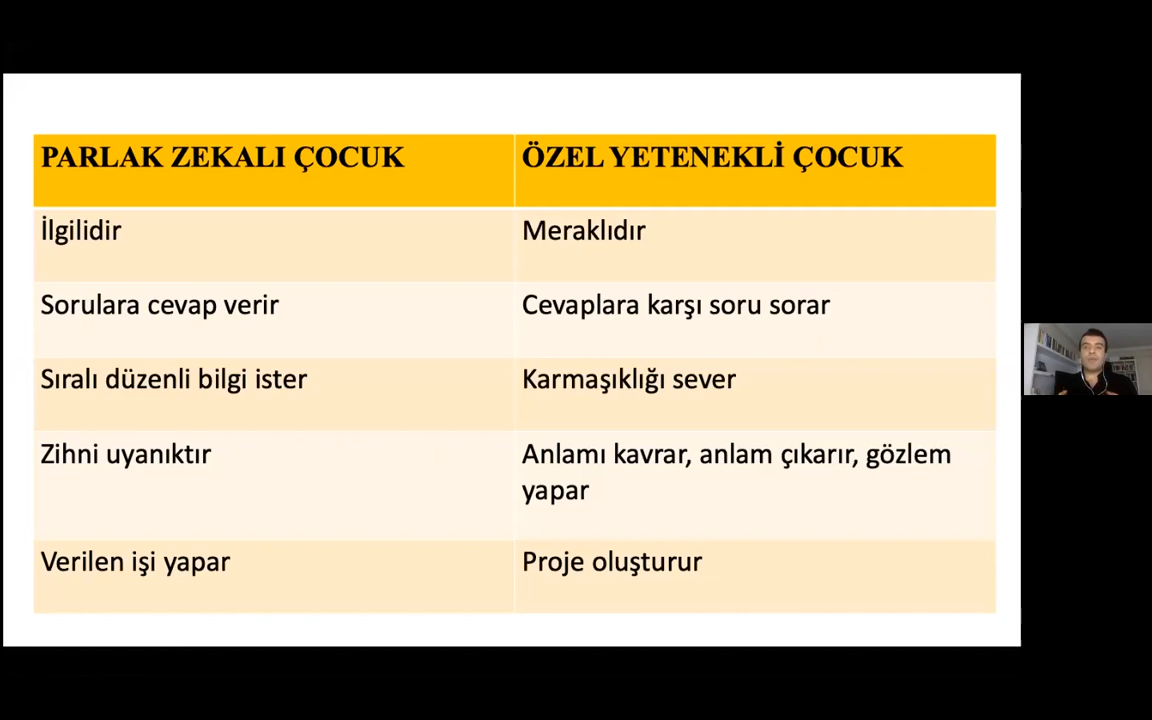 PARLAK ZEKALI ÇOCUK
ÖZEL YETENEKLİ ÇOCUK
İlgilidir
Meraklıdır
Sorulara cevap verir
Cevaplara karşı soru sorar
Sıralı düzenli bilgi ister
Karmaşıklığı sever
Zihni uyanıktır
Anlamı kavrar, anlam çıkarır, gözlem
yapar
Verilen işi yapar
Proje oluşturur